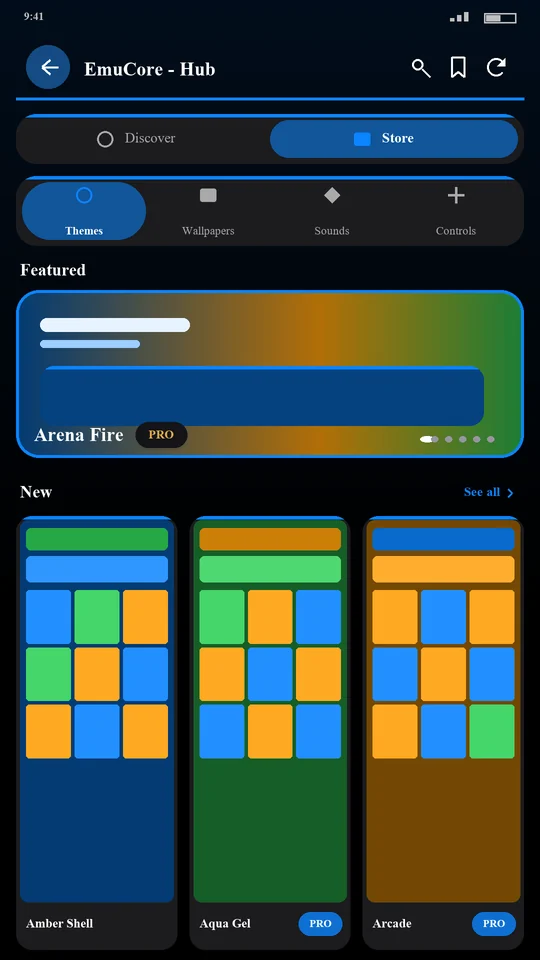 9:41
EmuCore - Hub
Discover
Store
Themes
Wallpapers
Sounds
Controls
Featured
Arena Fire
PRO
New
See all
Amber Shell
Aqua Gel
PRO
Arcade
PRO